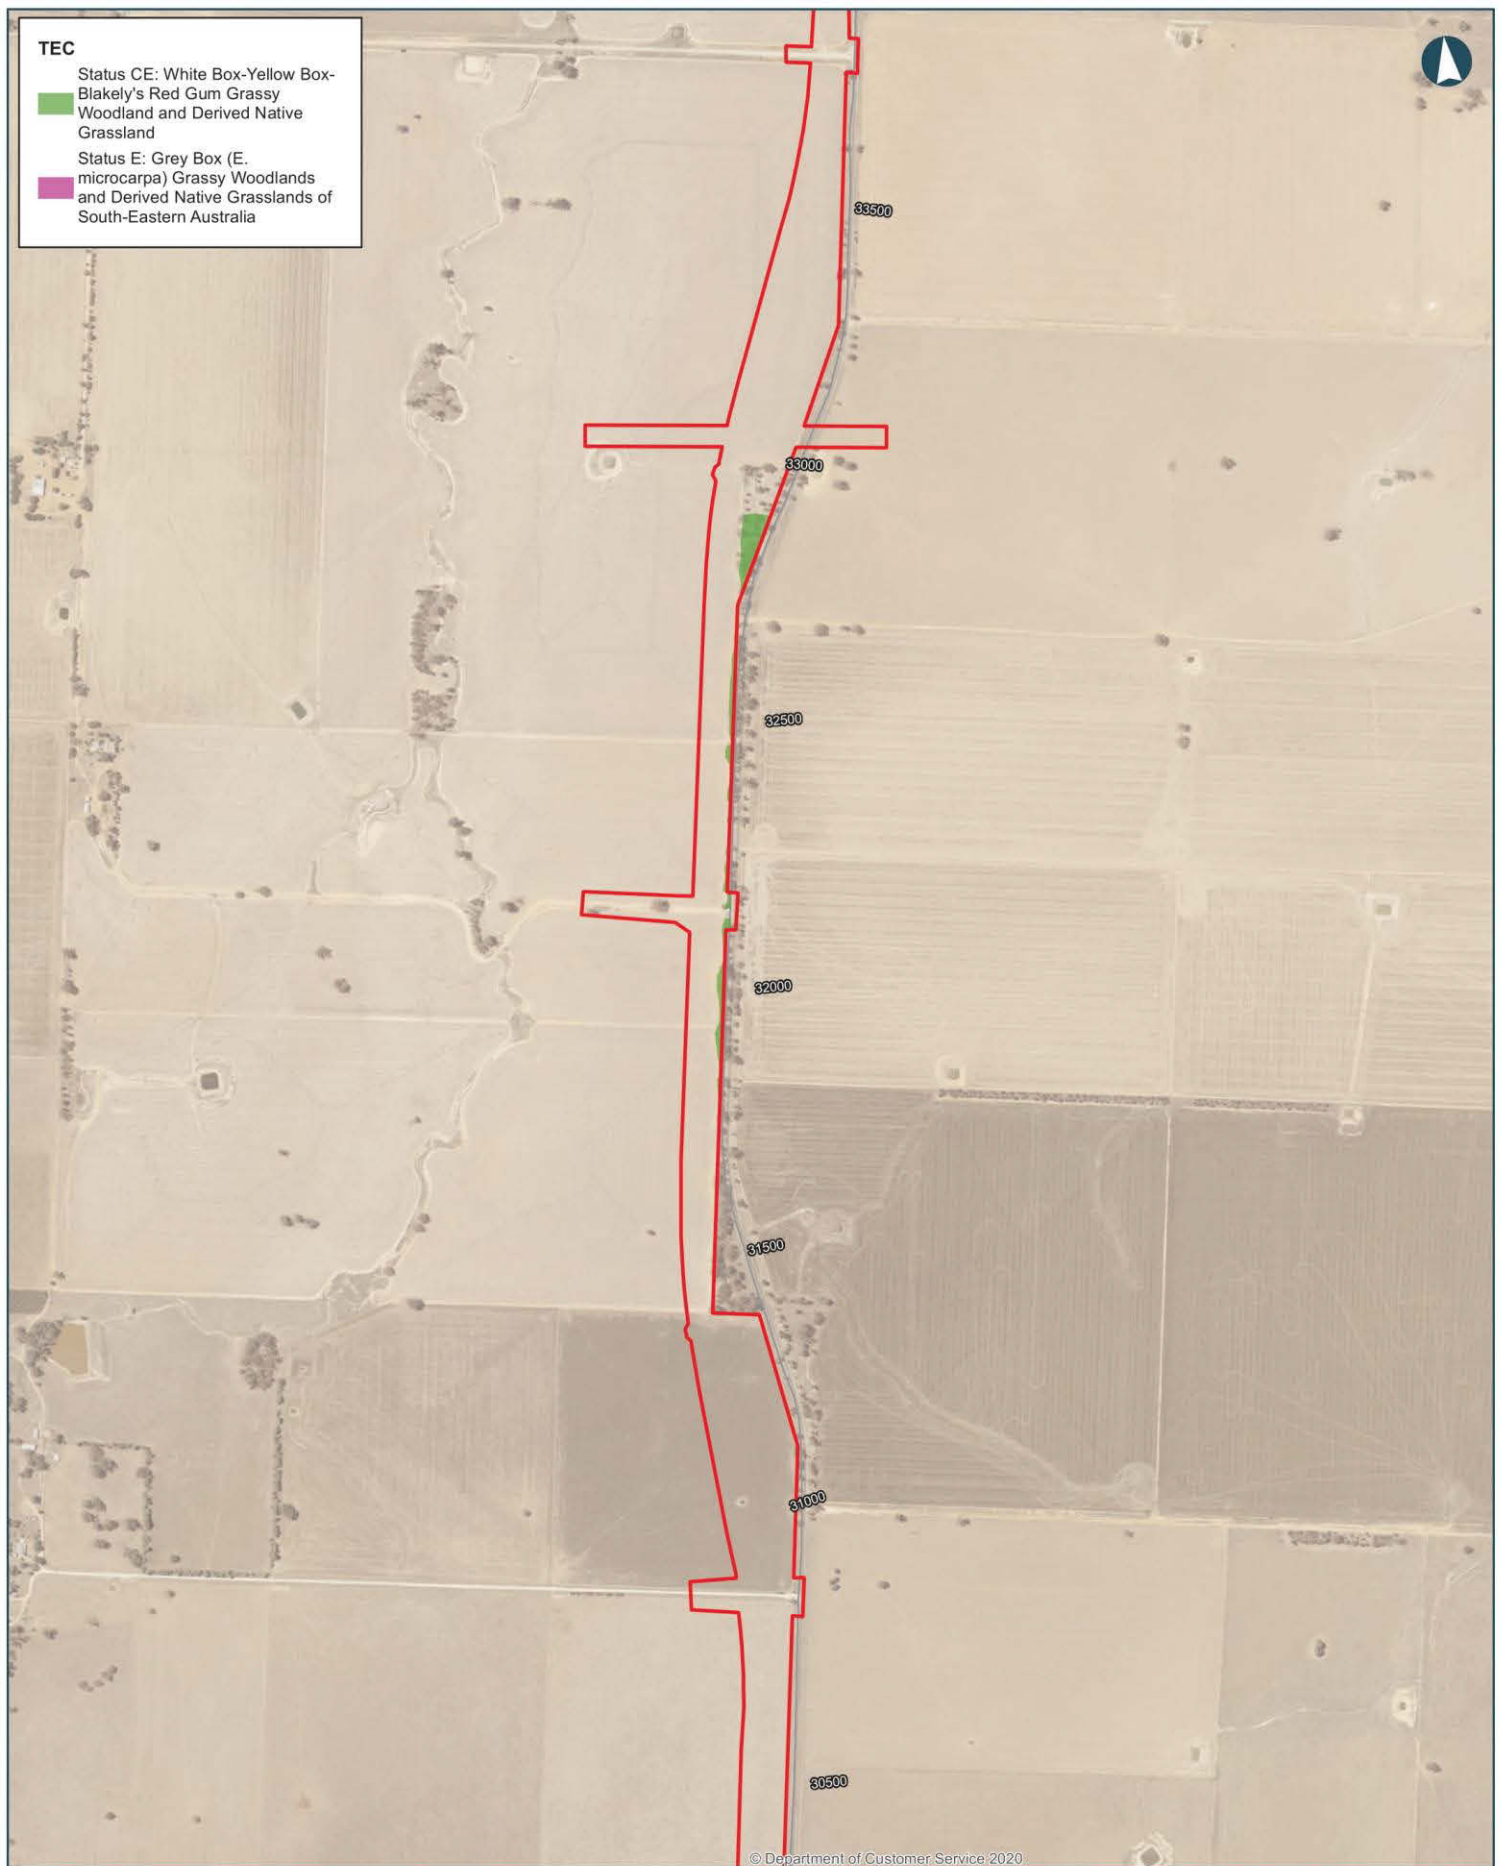 TEC
Status CE: White Box-Yellow Box-
Blakely's Red Gum Grassy
Woodland and Derived Native
Grassland
Status E: Grey Box (E.
microcarpa) Grassy Woodlands
and Derived Native Grasslands of
South-Eastern Australia
33500
33000
32500
32000
31500
31000
30500
© Department of Customer Service 2020